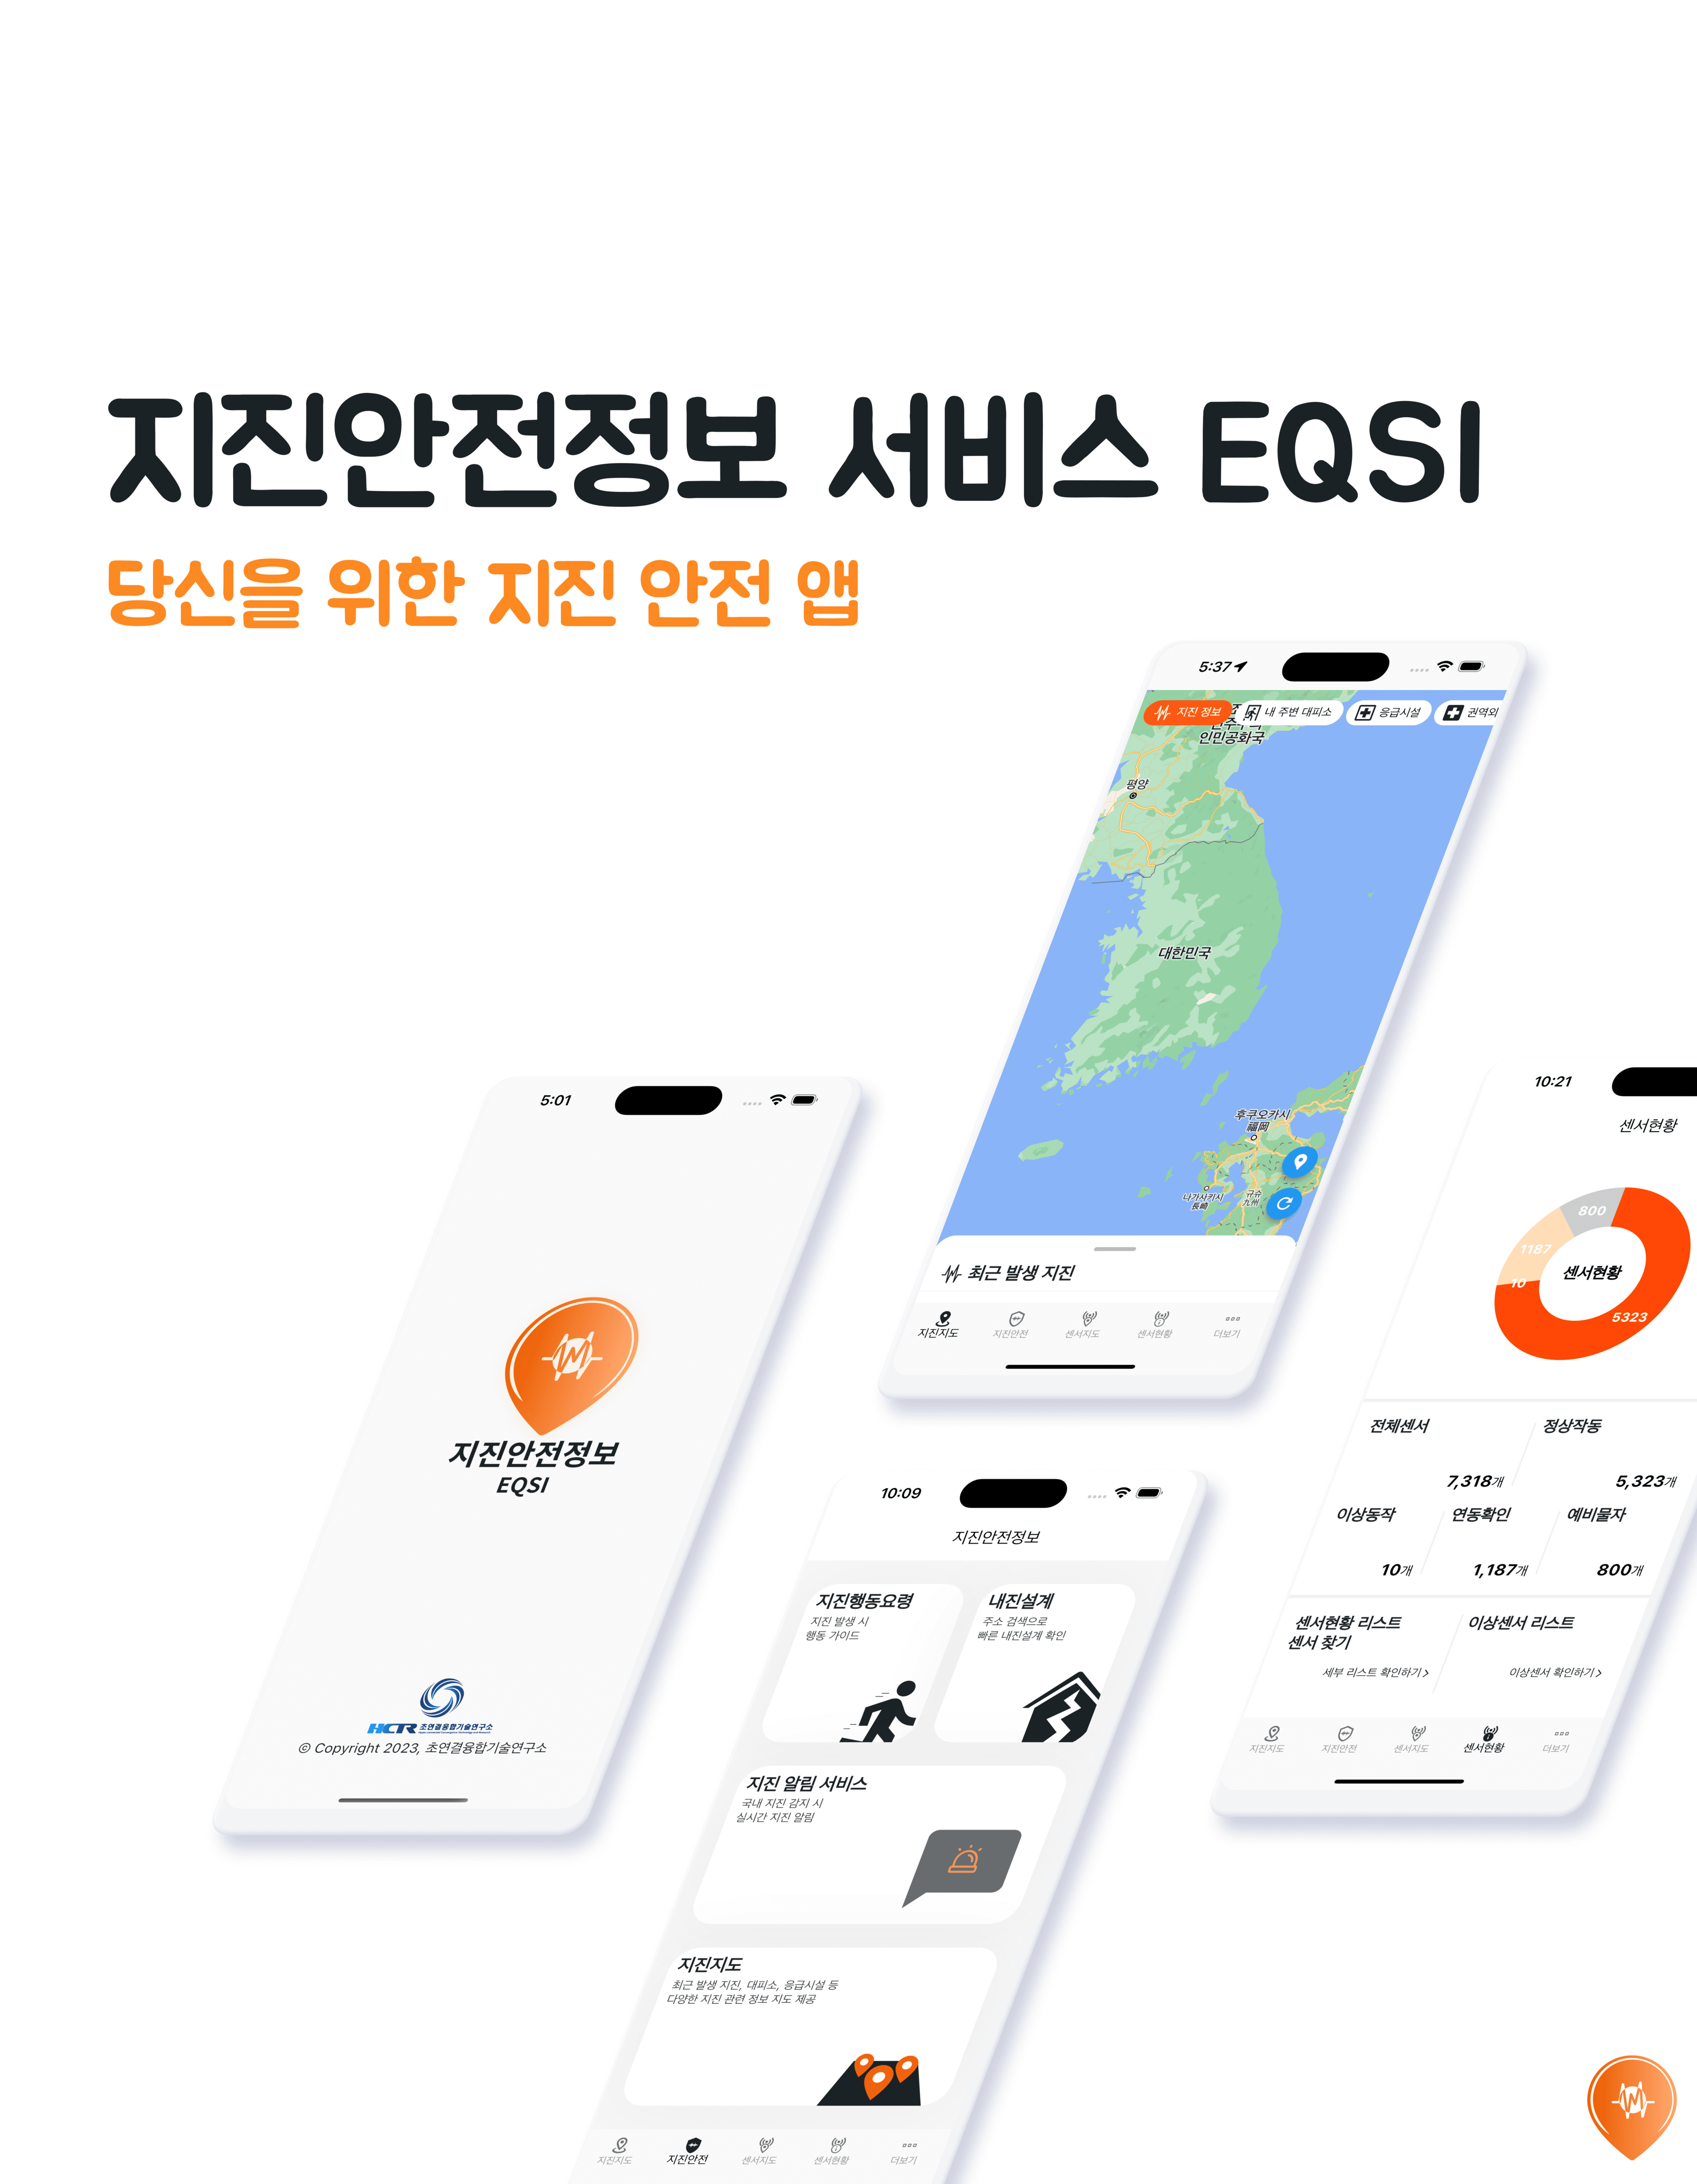 지진안전정보 서비스 EQSI
당신을 위한 지진 안전 앱
5:37
지진 정보
내 주변 대피소
응급시설
권역외
인민공화국
평양
대한민국
후쿠오카시
福岡
나가사키시
長崎
규슈
九州
최근 발생 지진
지진지도
지진안전
센서지도
센서현황
더보기
5:01
지진안전정보
EQSI
HCTR 초연결융합기술연구소
© Copyright 2023, 초연결융합기술연구소
10:21
센서현황
800
1187
10
센서현황
5323
전체센서
7,318개
정상작동
5,323개
이상동작
10개
연동확인
1,187개
예비물자
800개
센서현황 리스트
센서 찾기
세부 리스트 확인하기 >
이상센서 리스트
이상센서 확인하기 >
지진지도
지진안전
센서지도
센서현황
더보기
10:09
지진안전정보
지진행동요령
지진 발생 시
행동 가이드
내진설계
주소 검색으로
빠른 내진설계 확인
지진 알림 서비스
국내 지진 감지 시
실시간 지진 알림
지진지도
최근 발생 지진, 대피소, 응급시설 등
다양한 지진 관련 정보 지도 제공
지진지도
지진안전
센서지도
센서현황
더보기